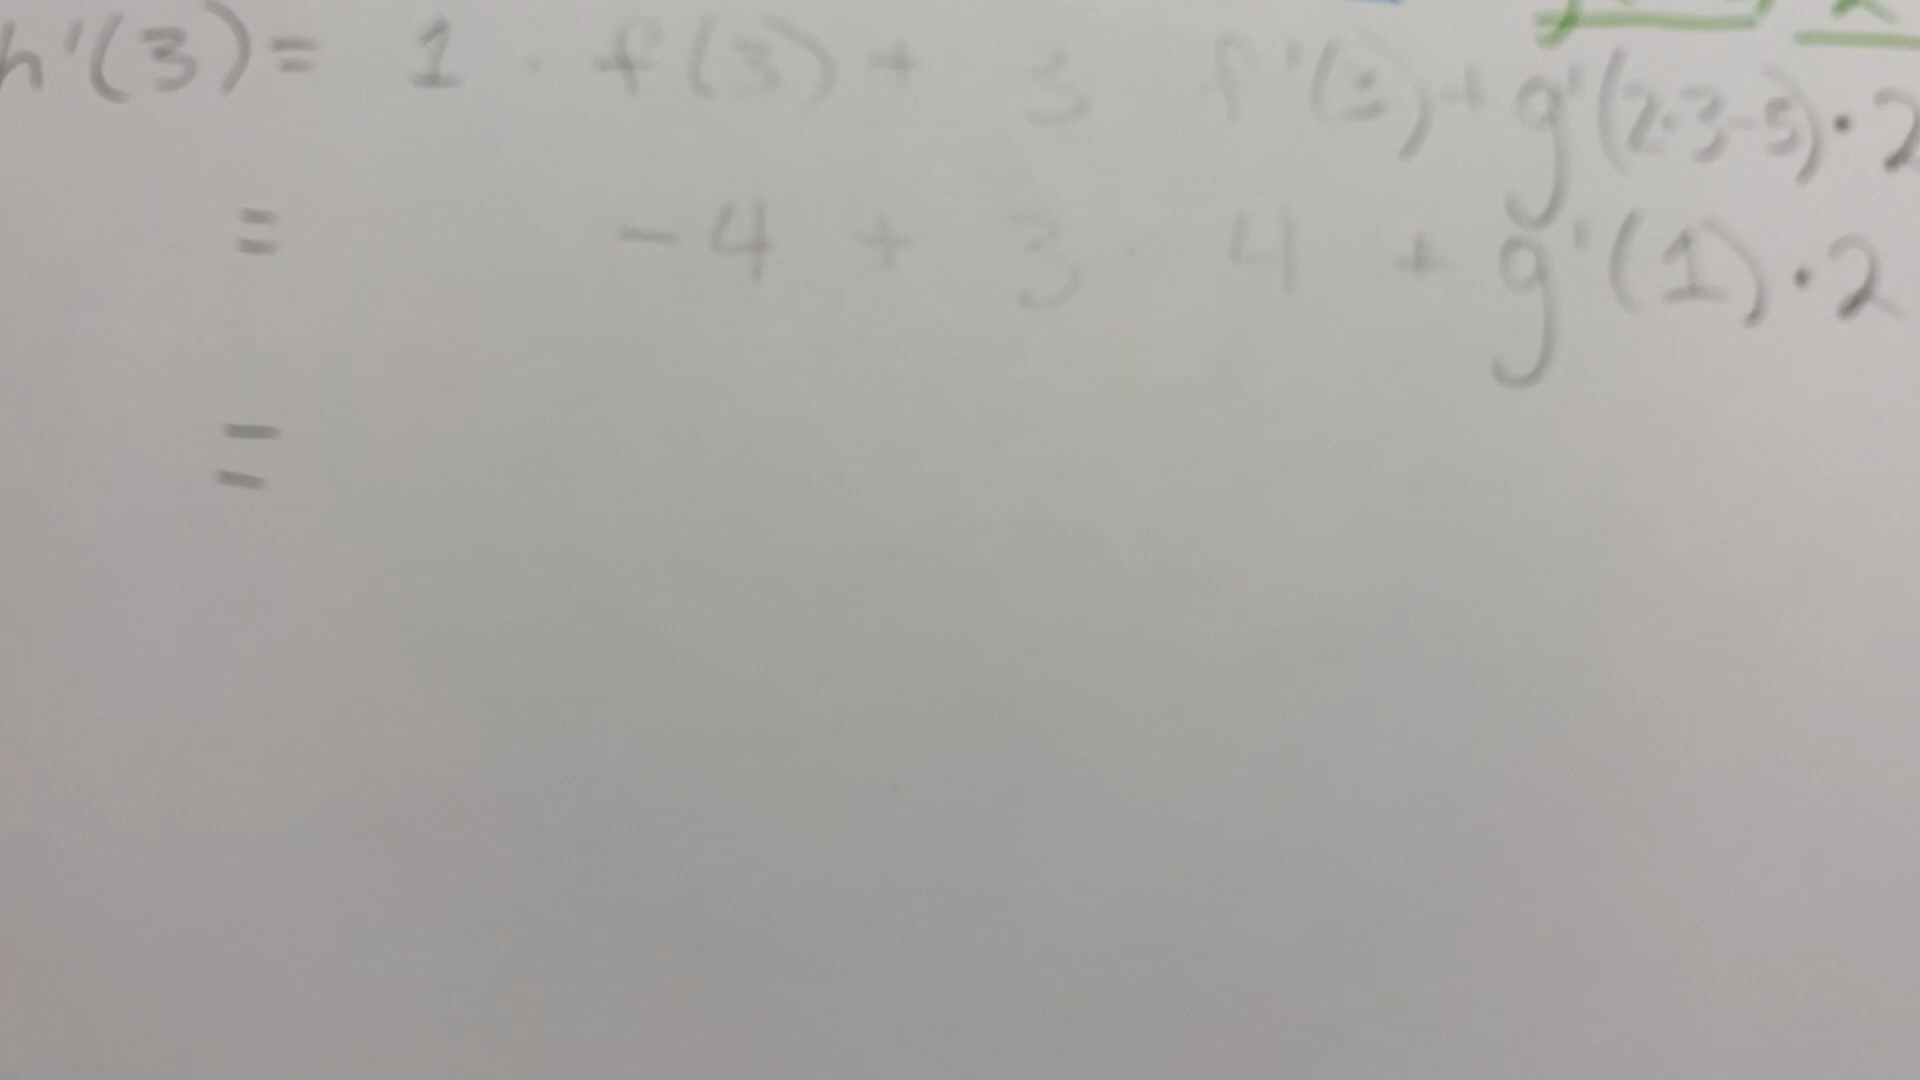 h'(3) = 1 · f(3) + 3 f'(3) + g'(2·3-5) · 2
= -4 + 3 · 4 + g'(1) · 2
=